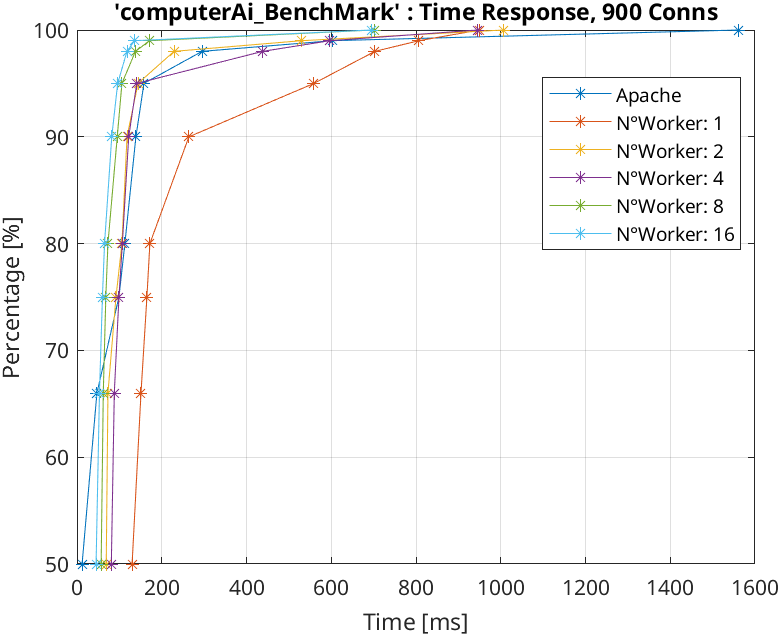 'computerAi_BenchMark' : Time Response, 900 Conns
100
90
80
70
60
50
Percentage [%]
Apache
N°Worker: 1
N°Worker: 2
N°Worker: 4
N°Worker: 8
N°Worker: 16
0 200 400 600 800 1000 1200 1400 1600
Time [ms]